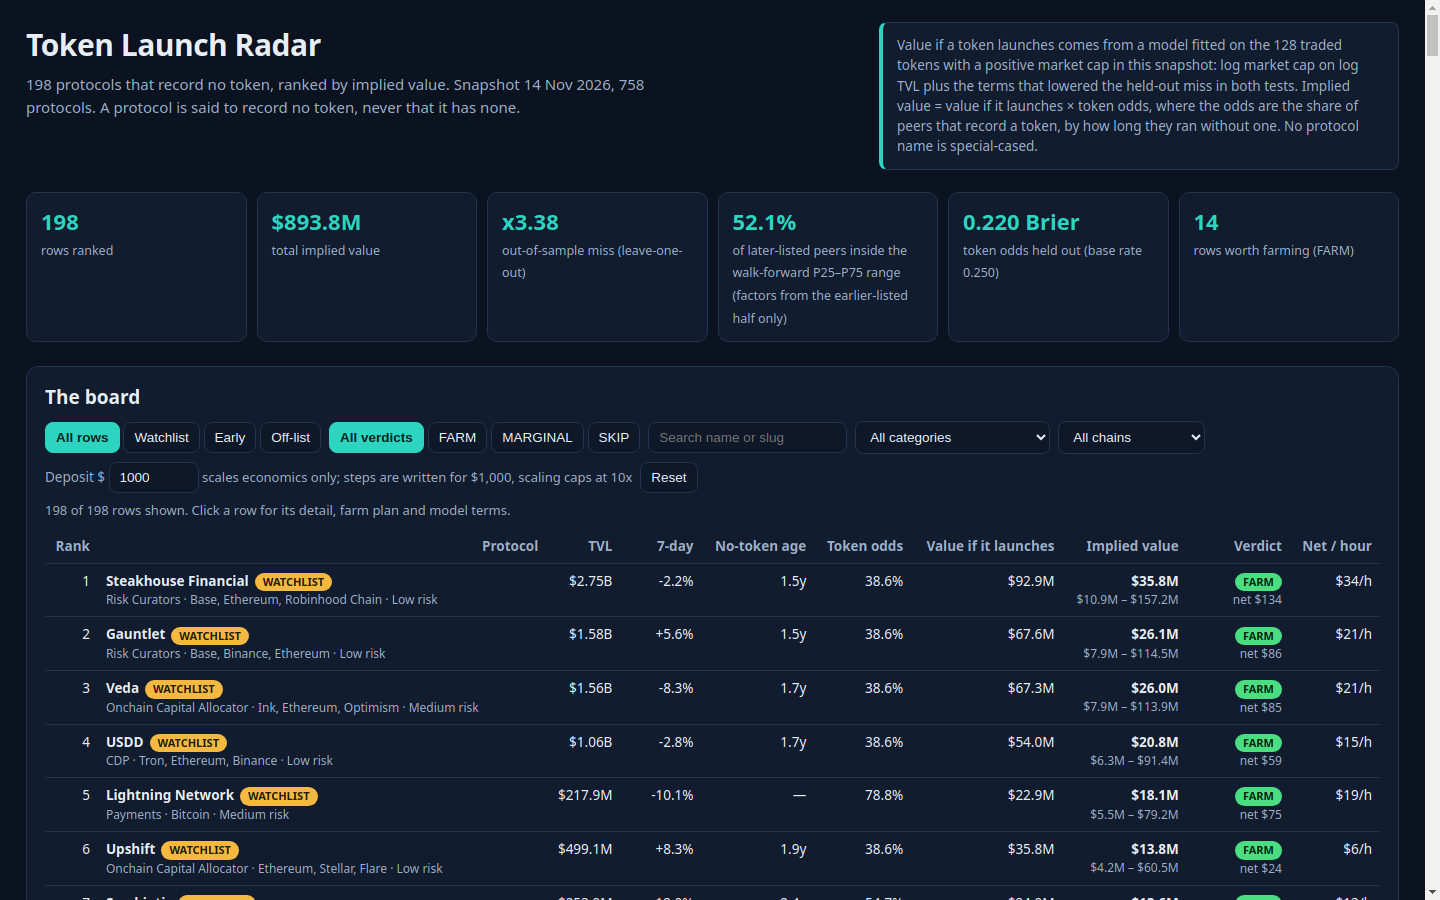 Token Launch Radar
198 protocols that record no token, ranked by implied value. Snapshot 14 Nov 2026, 758
protocols. A protocol is said to record no token, never that it has none.
Value if a token launches comes from a model fitted on the 128 traded
tokens with a positive market cap in this snapshot: log market cap on log
TVL plus the terms that lowered the held-out miss in both tests. Implied
value = value if it launches × token odds, where the odds are the share of
peers that record a token, by how long they ran without one. No protocol
name is special-cased.
198
rows ranked
$893.8M
total implied value
x3.38
out-of-sample miss (leave-one-
out)
52.1%
of later-listed peers inside the
walk-forward P25–P75 range
(factors from the earlier-listed
half only)
0.220 Brier
token odds held out (base rate
0.250)
14
rows worth farming (FARM)
The board
All rows Watchlist Early Off-list All verdicts FARM MARGINAL SKIP Search name or slug All categories All chains
Deposit $ 1000 scales economics only; steps are written for $1,000, scaling caps at 10x Reset
198 of 198 rows shown. Click a row for its detail, farm plan and model terms.
Rank Protocol TVL 7-day No-token age Token odds Value if it launches Implied value Verdict Net / hour
1 Steakhouse Financial WATCHLIST $2.75B -2.2% 1.5y 38.6% $92.9M $35.8M FARM $34/h
Risk Curators · Base, Ethereum, Robinhood Chain · Low risk $10.9M – $157.2M net $134
2 Gauntlet WATCHLIST $1.58B +5.6% 1.5y 38.6% $67.6M $26.1M FARM $21/h
Risk Curators · Base, Binance, Ethereum · Low risk $7.9M – $114.5M net $86
3 Veda WATCHLIST $1.56B -8.3% 1.7y 38.6% $67.3M $26.0M FARM $21/h
Onchain Capital Allocator · Ink, Ethereum, Optimism · Medium risk $7.9M – $113.9M net $85
4 USDD WATCHLIST $1.06B -2.8% 1.7y 38.6% $54.0M $20.8M FARM $15/h
CDP · Tron, Ethereum, Binance · Low risk $6.3M – $91.4M net $59
5 Lightning Network WATCHLIST $217.9M -10.1% — 78.8% $22.9M $18.1M FARM $19/h
Payments · Bitcoin · Medium risk $5.5M – $79.2M net $75
6 Upshift WATCHLIST $499.1M +8.3% 1.9y 38.6% $35.8M $13.8M FARM $6/h
Onchain Capital Allocator · Ethereum, Stellar, Flare · Low risk $4.2M – $60.5M net $24